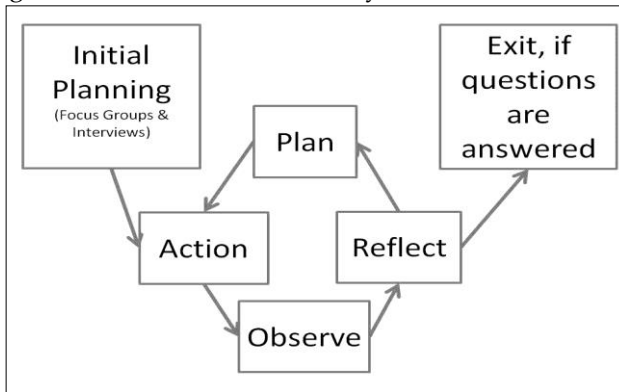 Initial
Planning
(Focus Groups &
Interviews)
Exit, if
questions
are
answered
Plan
Action
Reflect
Observe